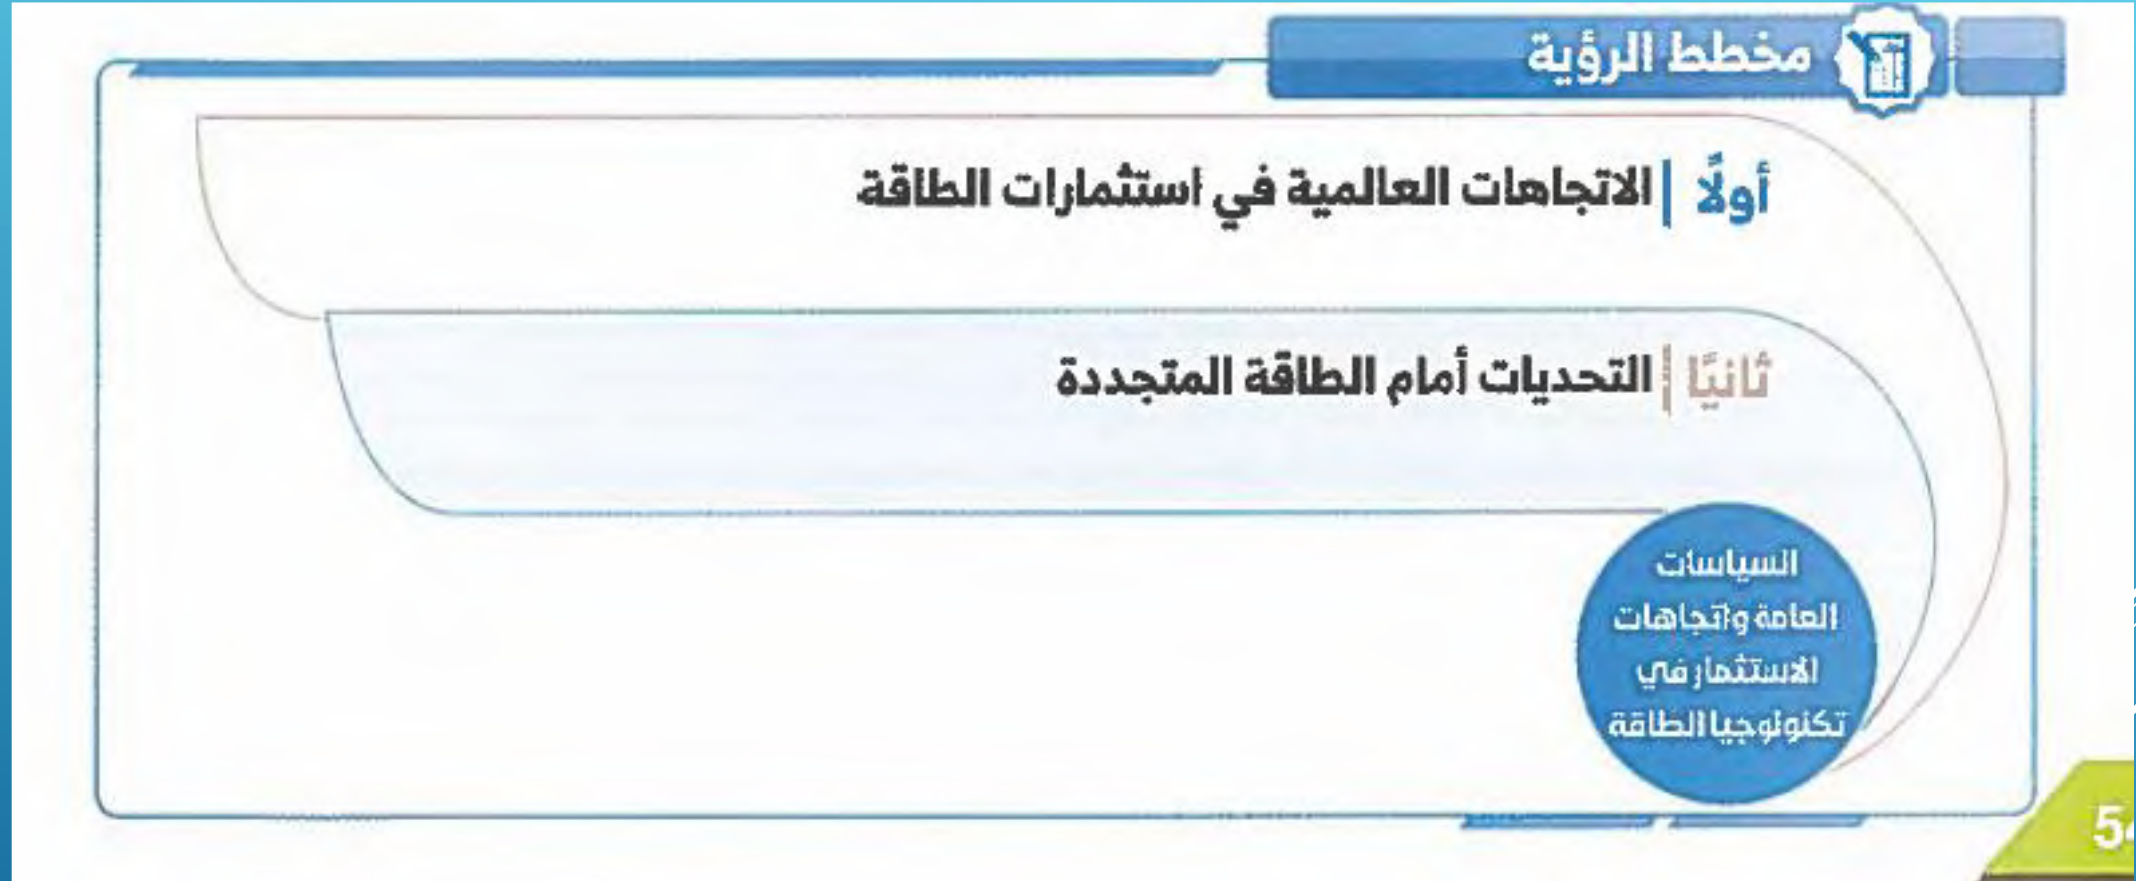 مخطط الرؤية
أولًا | الاتجاهات العالمية في استثمارات الطاقة
ثانيًا | التحديات أمام الطاقة المتجددة
السياسات
العامة واتجاهات
الاستثمار في
تكنولوجيا الطاقة